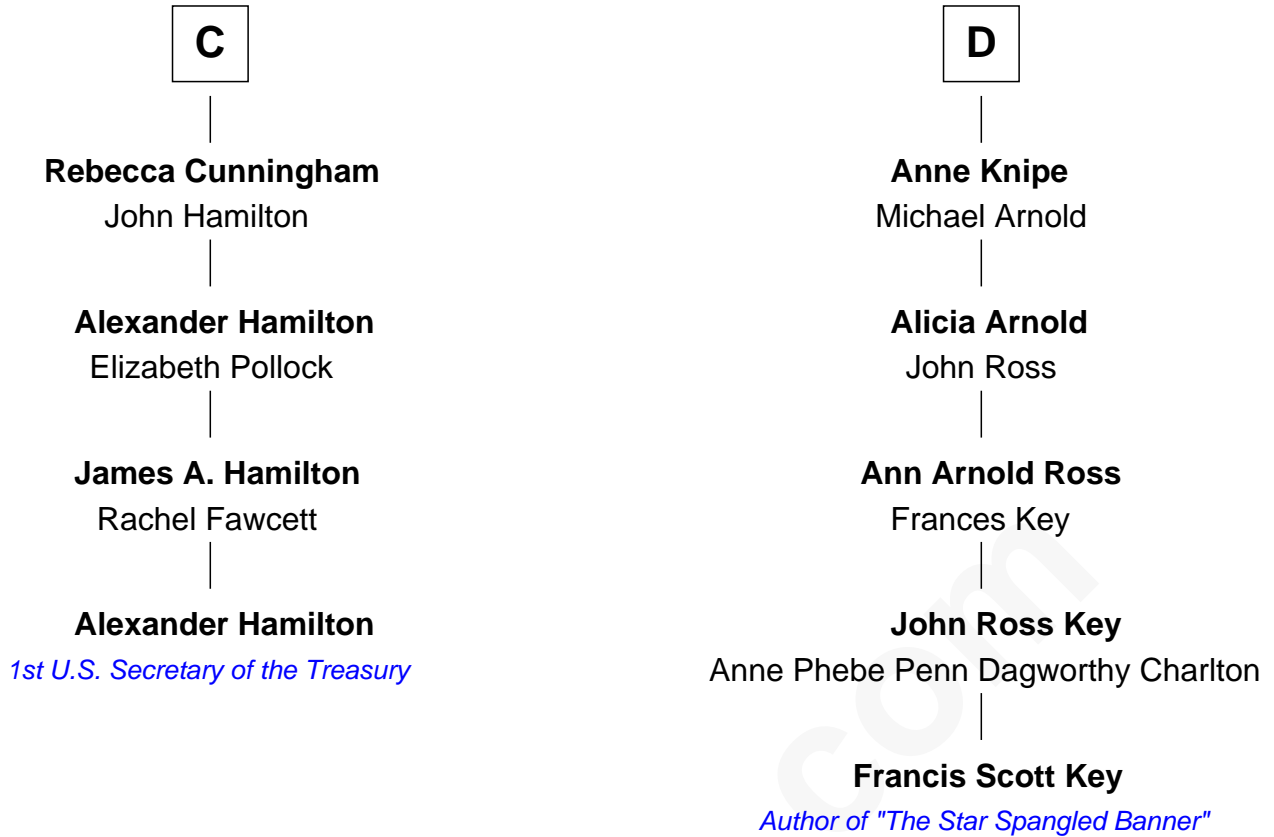 C
Rebecca Cunningham
John Hamilton
Alexander Hamilton
Elizabeth Pollock
James A. Hamilton
Rachel Fawcett
Alexander Hamilton
1st U.S. Secretary of the Treasury
D
Anne Knipe
Michael Arnold
Alicia Arnold
John Ross
Ann Arnold Ross
Frances Key
John Ross Key
Anne Phebe Penn Dagworthy Charlton
Francis Scott Key
Author of "The Star Spangled Banner"
com